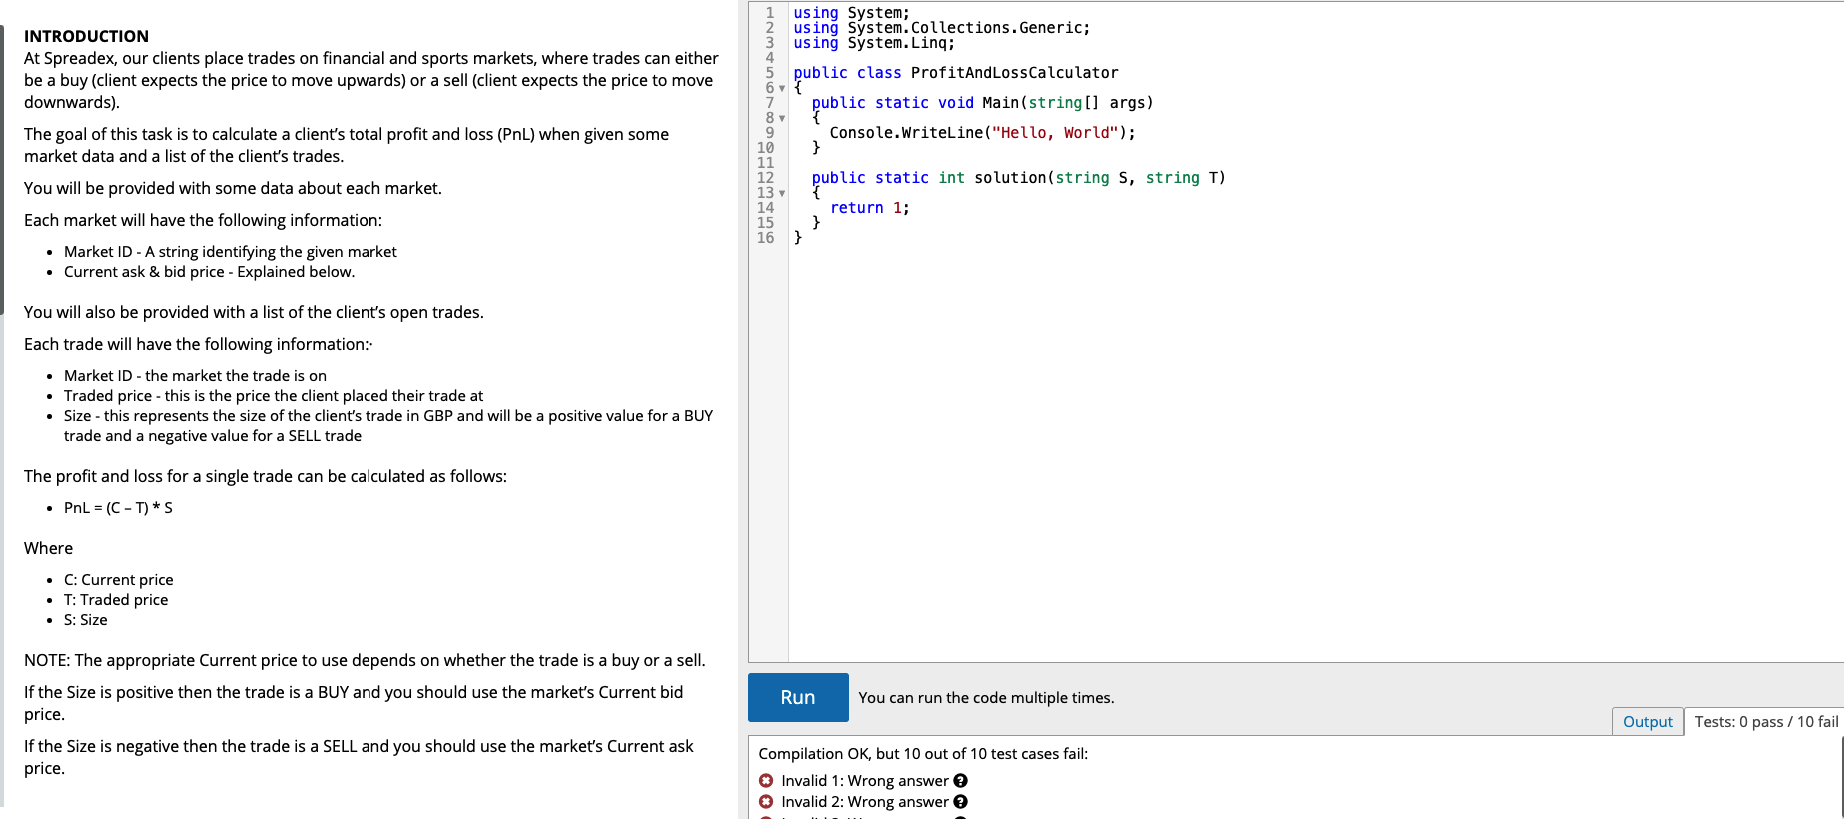 INTRODUCTION
At Spreadex, our clients place trades on financial and sports markets, where trades can either
be a buy (client expects the price to move upwards) or a sell (client expects the price to move
downwards).
The goal of this task is to calculate a client’s total profit and loss (PnL) when given some
market data and a list of the client’s trades.
You will be provided with some data about each market.
Each market will have the following information:
• Market ID - A string identifying the given market
• Current ask & bid price - Explained below.
You will also be provided with a list of the client’s open trades.
Each trade will have the following information:·
• Market ID - the market the trade is on
• Traded price - this is the price the client placed their trade at
• Size - this represents the size of the client’s trade in GBP and will be a positive value for a BUY
trade and a negative value for a SELL trade
The profit and loss for a single trade can be calculated as follows:
• PnL = (C – T) * S
Where
• C: Current price
• T: Traded price
• S: Size
NOTE: The appropriate Current price to use depends on whether the trade is a buy or a sell.
If the Size is positive then the trade is a BUY and you should use the market’s Current bid
price.
If the Size is negative then the trade is a SELL and you should use the market’s Current ask
price.
1 using System;
2 using System.Collections.Generic;
3 using System.Linq;
4
5 public class ProfitAndLossCalculator
6 {
7 public static void Main(string[] args)
8 {
9 Console.WriteLine("Hello, World");
10 }
11
12 public static int solution(string S, string T)
13 {
14 return 1;
15 }
16 }
Run
You can run the code multiple times.
Output
Tests: 0 pass / 10 fail
Compilation OK, but 10 out of 10 test cases fail:
Invalid 1: Wrong answer ?
Invalid 2: Wrong answer ?